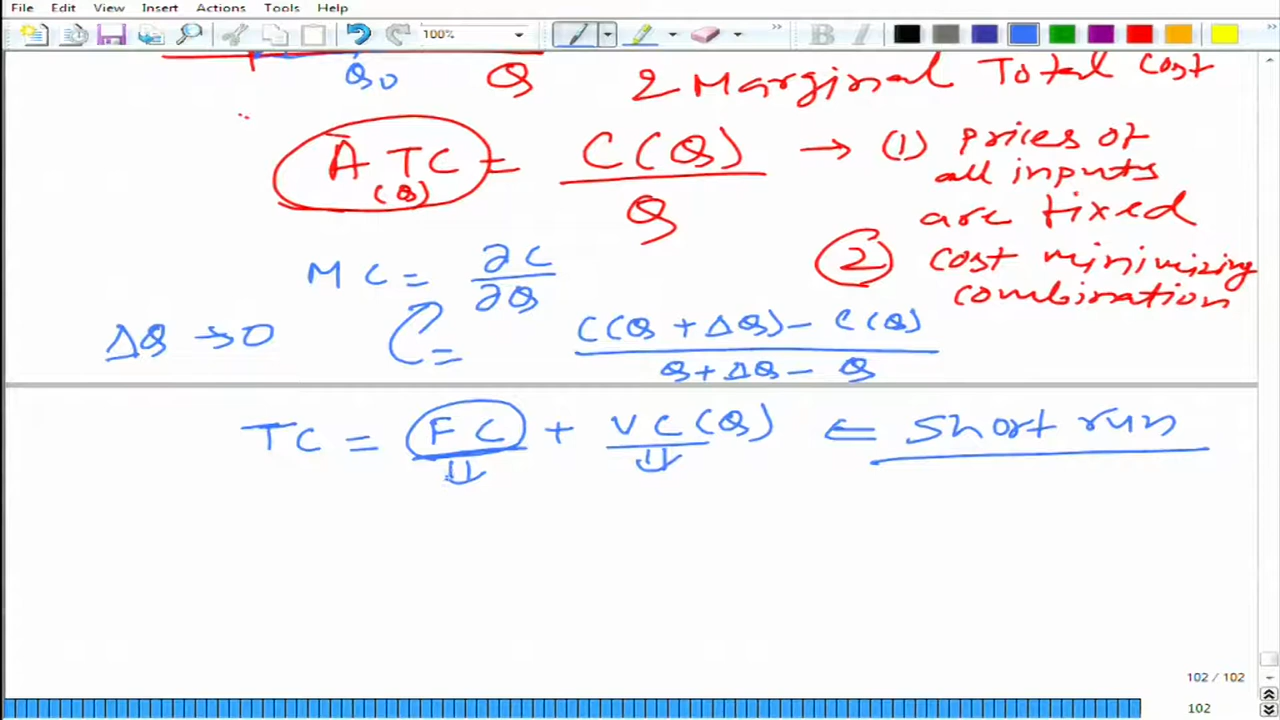 File Edit View Insert Actions Tools Help
100%
Q0 Q 2 Marginal Total Cost
ATC(Q) = C(Q) / Q → (1) prices of
all inputs
are fixed
MC = ∂C / ∂Q
2 cost minimizing
combination
ΔQ → 0 = C(Q + ΔQ) - C(Q) / Q + ΔQ - Q
TC = FC + VC(Q) ⇐ Short run
102 / 102
102